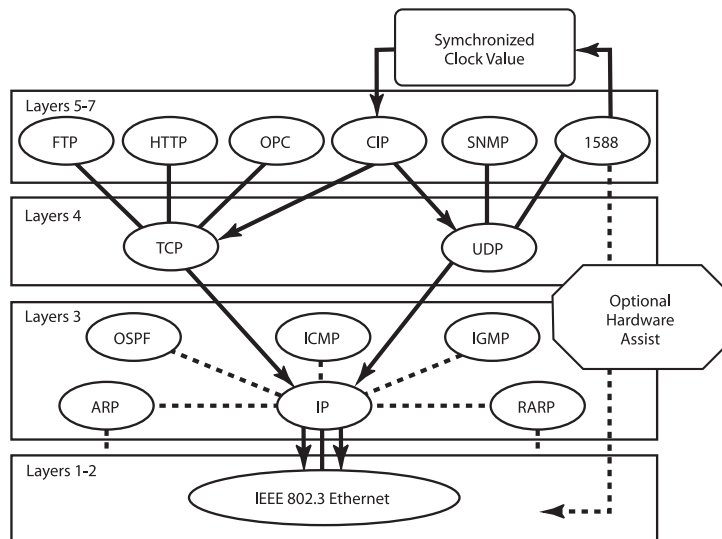 Symchronized
Clock Value
Layers 5-7
FTP
HTTP
OPC
CIP
SNMP
1588
Layers 4
TCP
UDP
Optional
Hardware
Assist
Layers 3
OSPF
ICMP
IGMP
ARP
IP
RARP
Layers 1-2
IEEE 802.3 Ethernet